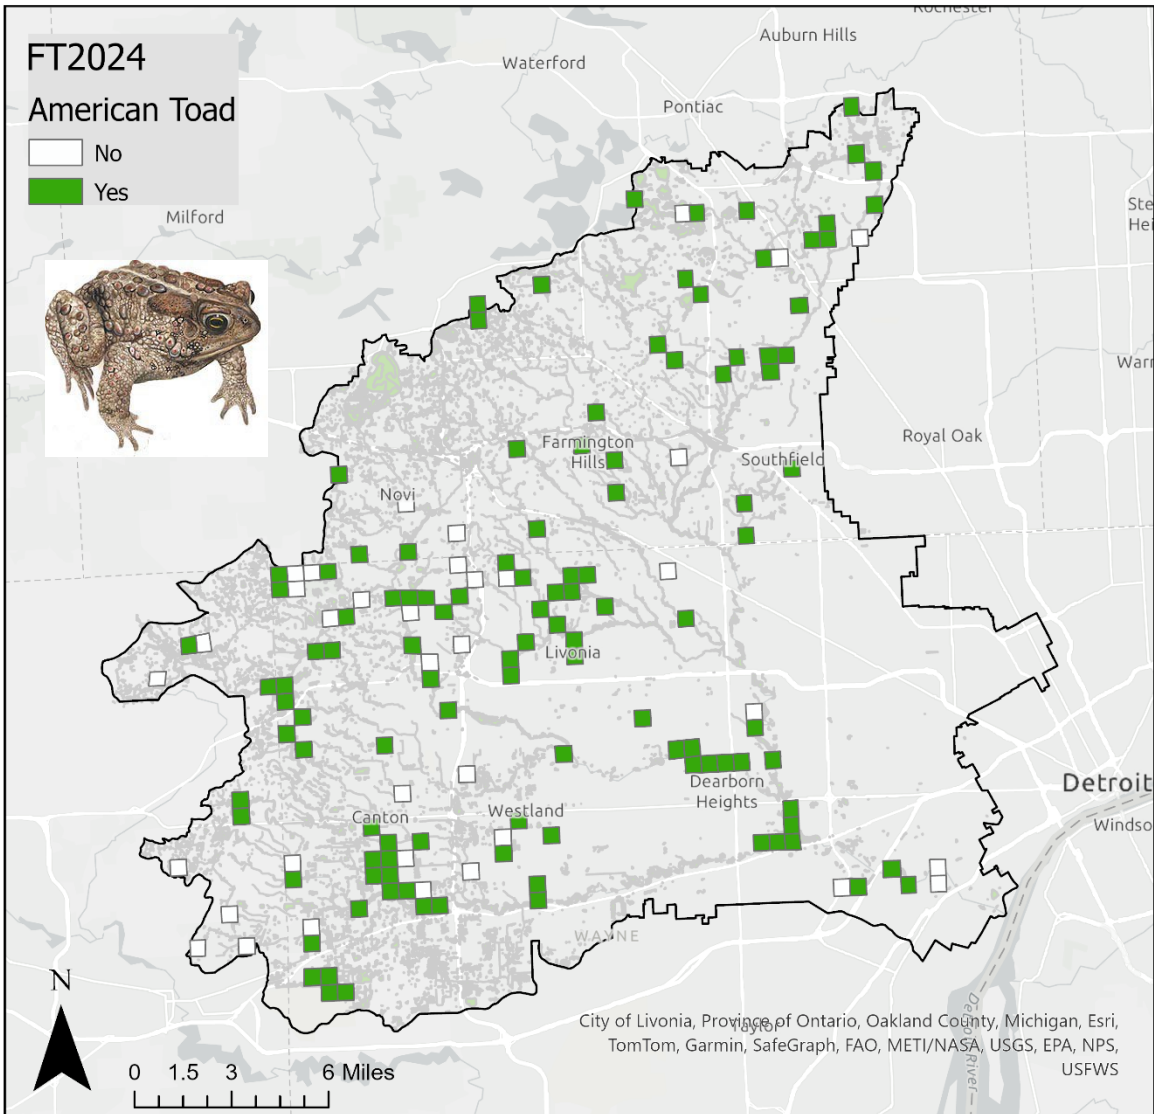 Rochester
Auburn Hills
FT2024
Waterford
American Toad
Pontiac
No
Yes
Milford
Ste
Hei
Warr
Farmington
Hills
Royal Oak
Southfield
Novi
Livonia
Dearborn
Heights
Detroit
Canton
Westland
Windso
WAYNE
N
Taylor
Detroit River
City of Livonia, Province of Ontario, Oakland County, Michigan, Esri,
TomTom, Garmin, SafeGraph, FAO, METI/NASA, USGS, EPA, NPS,
USFWS
0 1.5 3 6 Miles